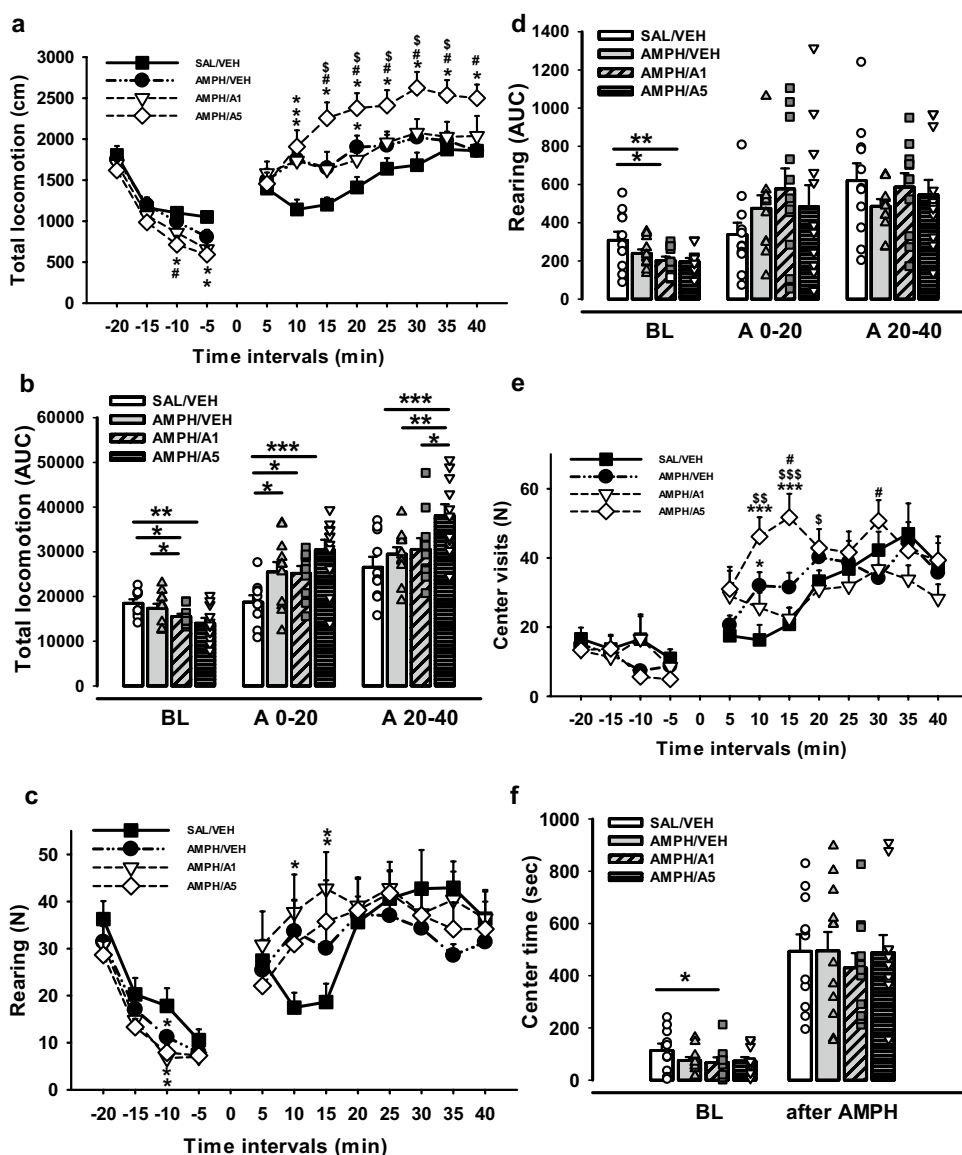 a
Total locomotion (cm)
3000
2500
2000
1500
1000
500
0
SAL/VEH
AMPH/VEH
AMPH/A1
AMPH/A5
* * *
$ # *
$ # *
*
$ # *
$ # *
$ # *
# *
* #
* *
-20 -15 -10 -5 0 5 10 15 20 25 30 35 40
Time intervals (min)
b
Total locomotion (AUC)
60000
50000
40000
30000
20000
10000
0
SAL/VEH
AMPH/VEH
AMPH/A1
AMPH/A5
**
*
*
***
*
*
***
**
*
BL A 0-20 A 20-40
c
Rearing (N)
50
40
30
20
10
0
SAL/VEH
AMPH/VEH
AMPH/A1
AMPH/A5
*
* *
*
* *
-20 -15 -10 -5 0 5 10 15 20 25 30 35 40
Time intervals (min)
d
Rearing (AUC)
1400
1200
1000
800
600
400
200
0
SAL/VEH
AMPH/VEH
AMPH/A1
AMPH/A5
**
*
BL A 0-20 A 20-40
e
Center visits (N)
60
40
20
0
SAL/VEH
AMPH/VEH
AMPH/A1
AMPH/A5
$$
***
*
#
$$$
***
$
#
-20 -15 -10 -5 0 5 10 15 20 25 30 35 40
Time intervals (min)
f
Center time (sec)
1000
800
600
400
200
0
SAL/VEH
AMPH/VEH
AMPH/A1
AMPH/A5
*
BL after AMPH